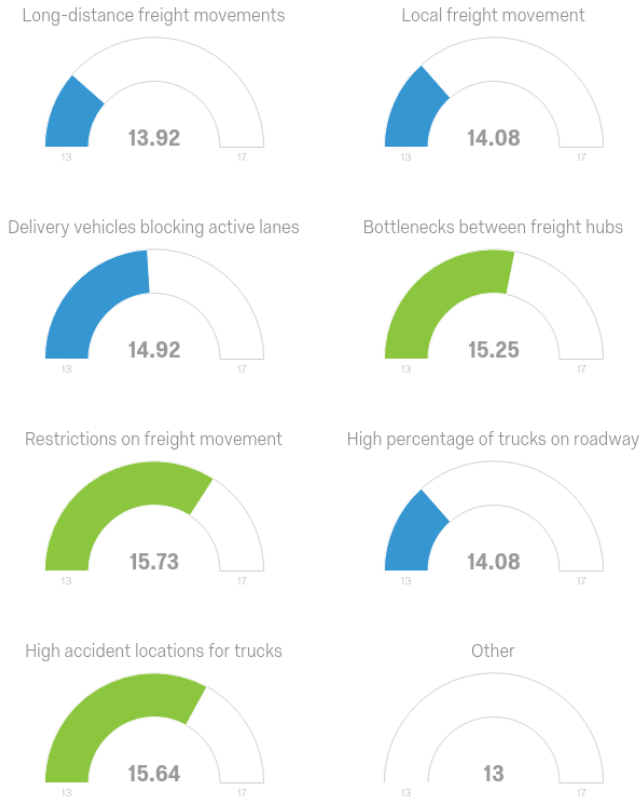 Long-distance freight movements
13.92
13 17
Local freight movement
14.08
13 17
Delivery vehicles blocking active lanes
14.92
13 17
Bottlenecks between freight hubs
15.25
13 17
Restrictions on freight movement
15.73
13 17
High percentage of trucks on roadway
14.08
13 17
High accident locations for trucks
15.64
13 17
Other
13
13 17